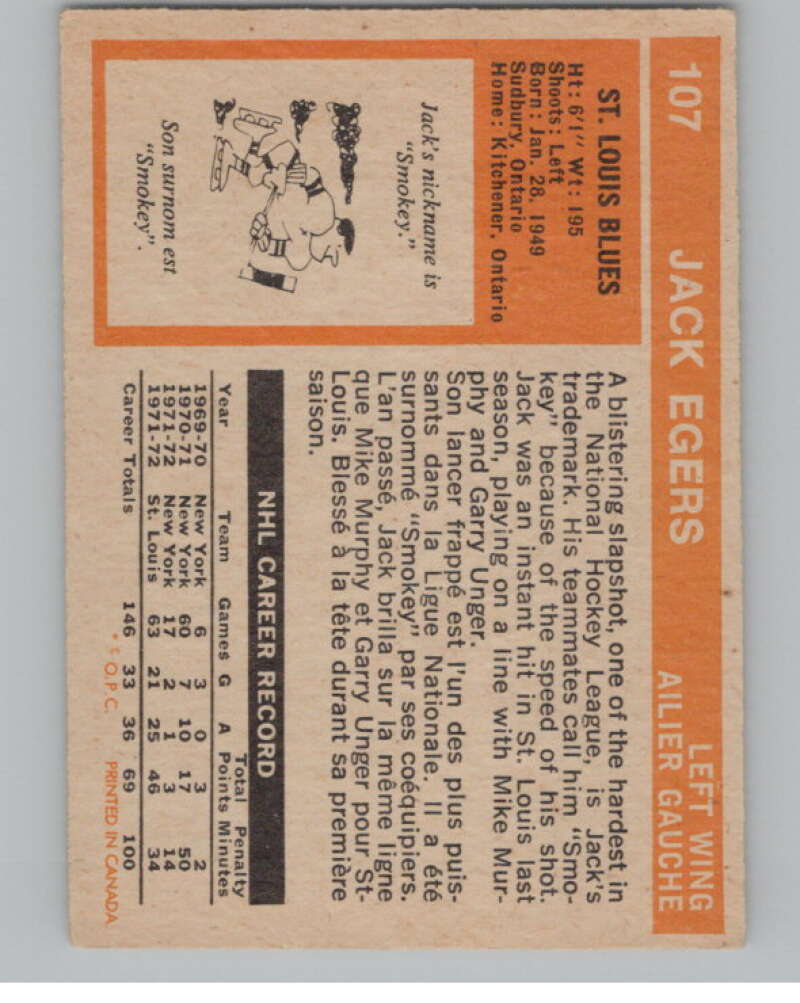 107 JACK EGERS
LEFT WING
AILIER GAUCHE
ST. LOUIS BLUES
Ht: 6'1" Wt: 195
Shoots: Left
Born: Jan. 28, 1949
Sudbury, Ontario
Home: Kitchener, Ontario
Jack's nickname is
"Smokey."
Son surnom est
"Smokey".
A blistering slapshot, one of the hardest in
the National Hockey League, is Jack's
trademark. His teammates call him "Smo-
key" because of the speed of his shot.
Jack was an instant hit in St. Louis last
season, playing on a line with Mike Mur-
phy and Garry Unger.
Son lancer frappé est l'un des plus puis-
sants dans la Ligue Nationale. Il a été
surnommé "Smokey" par ses coéquipiers.
L'an passé, Jack brilla sur la même ligne
que Mike Murphy et Garry Unger pour St-
Louis. Blessé à la tête durant sa première
saison.
NHL CAREER RECORD
Total Penalty
Year Team Games G A Points Minutes
1969-70 New York 6 3 0 3 2
1970-71 New York 60 7 10 17 50
1971-72 New York 17 2 1 3 14
1971-72 St. Louis 63 21 25 46 34
Career Totals 146 33 36 69 100
* © O.P.C. PRINTED IN CANADA